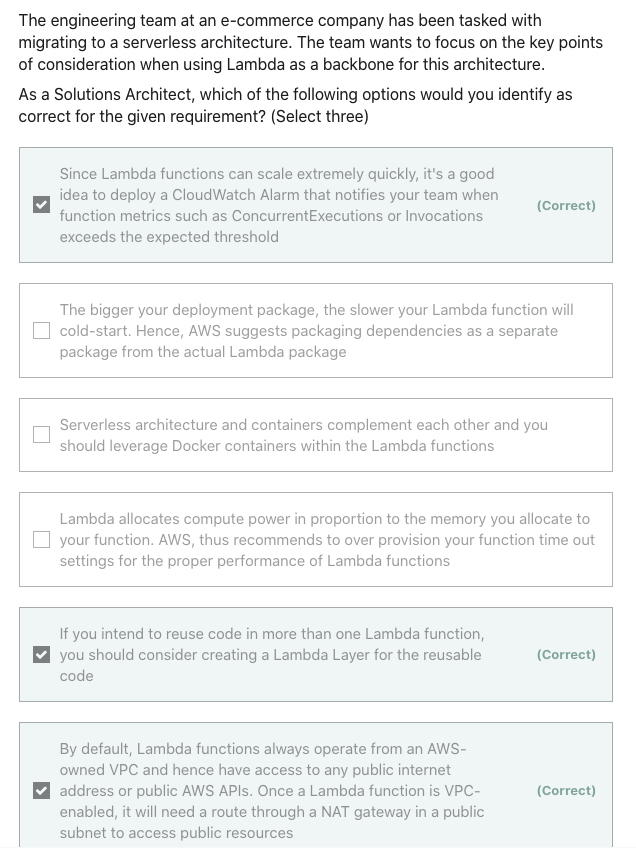 The engineering team at an e-commerce company has been tasked with
migrating to a serverless architecture. The team wants to focus on the key points
of consideration when using Lambda as a backbone for this architecture.
As a Solutions Architect, which of the following options would you identify as
correct for the given requirement? (Select three)
Since Lambda functions can scale extremely quickly, it's a good
idea to deploy a CloudWatch Alarm that notifies your team when
function metrics such as ConcurrentExecutions or Invocations
exceeds the expected threshold
(Correct)
The bigger your deployment package, the slower your Lambda function will
cold-start. Hence, AWS suggests packaging dependencies as a separate
package from the actual Lambda package
Serverless architecture and containers complement each other and you
should leverage Docker containers within the Lambda functions
Lambda allocates compute power in proportion to the memory you allocate to
your function. AWS, thus recommends to over provision your function time out
settings for the proper performance of Lambda functions
If you intend to reuse code in more than one Lambda function,
you should consider creating a Lambda Layer for the reusable
code
(Correct)
By default, Lambda functions always operate from an AWS-
owned VPC and hence have access to any public internet
address or public AWS APIs. Once a Lambda function is VPC-
enabled, it will need a route through a NAT gateway in a public
subnet to access public resources
(Correct)